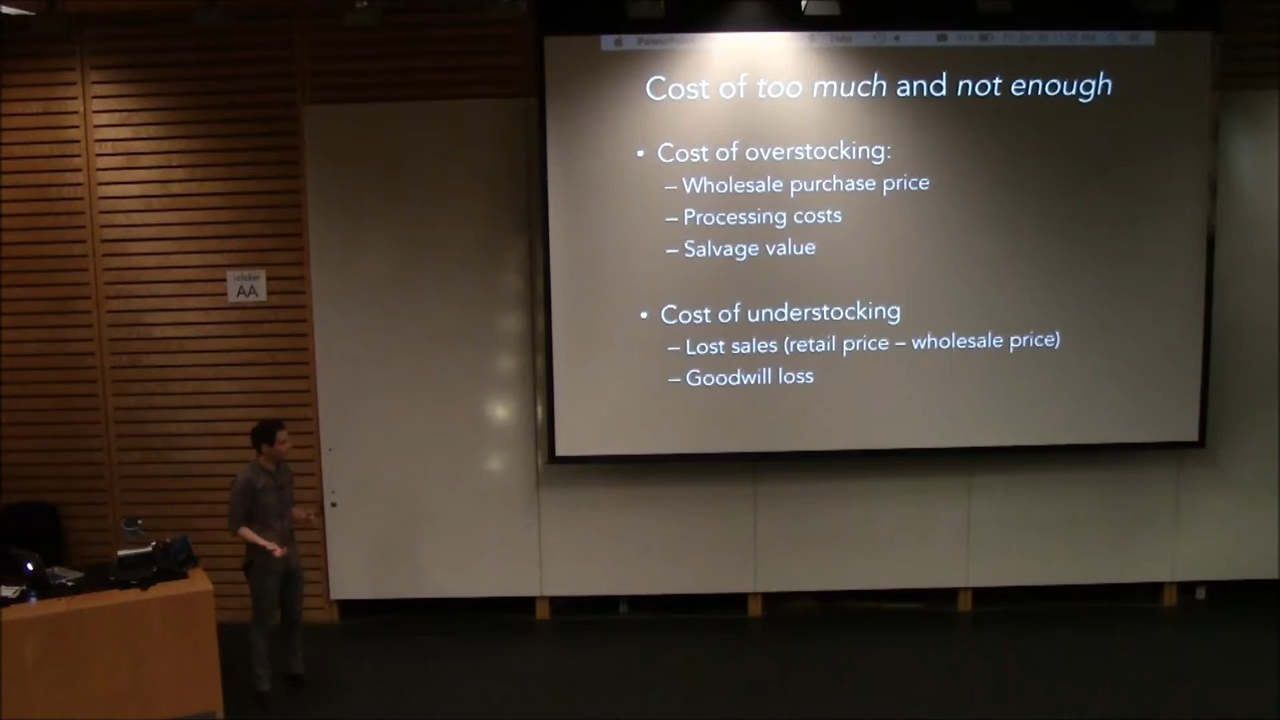 Cost of too much and not enough
• Cost of overstocking:
– Wholesale purchase price
– Processing costs
– Salvage value
• Cost of understocking
– Lost sales (retail price – wholesale price)
– Goodwill loss
AA